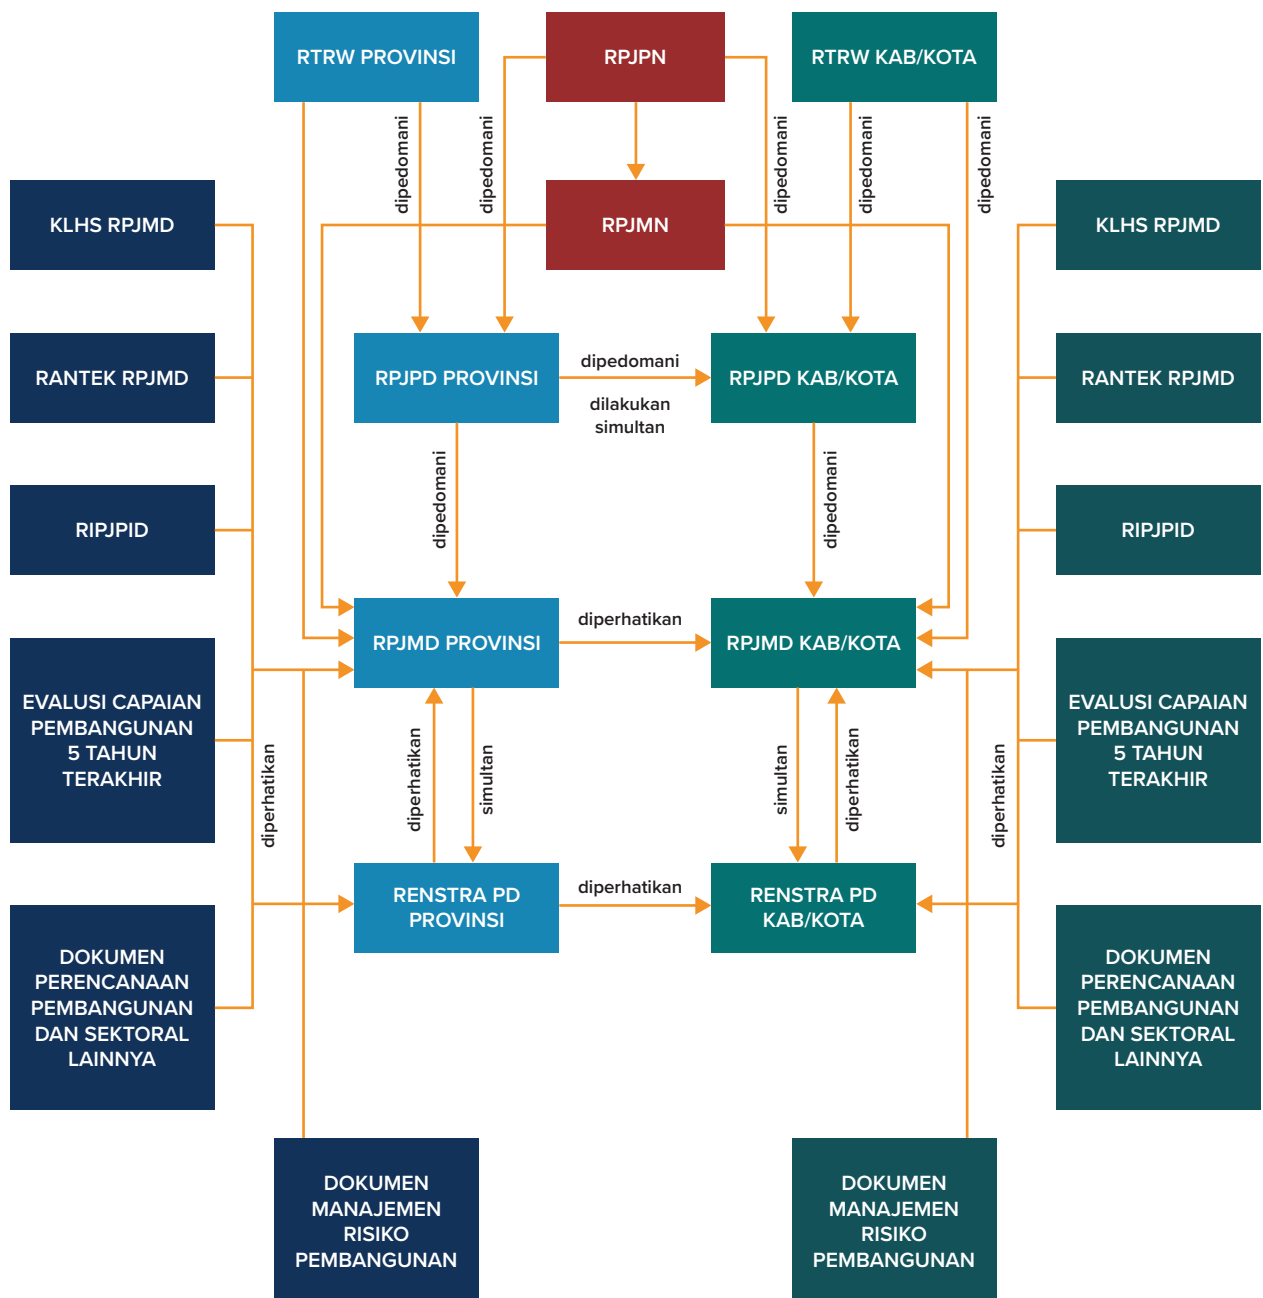 RTRW PROVINSI
RPJPN
RTRW KAB/KOTA
dipedomani
dipedomani
dipedomani
dipedomani
dipedomani
KLHS RPJMD
RPJMN
KLHS RPJMD
RANTEK RPJMD
RPJPD PROVINSI
dipedomani
dilakukan
simultan
RPJPD KAB/KOTA
RANTEK RPJMD
dipedomani
dipedomani
RIPJPID
RIPJPID
RPJMD PROVINSI
diperhatikan
RPJMD KAB/KOTA
EVALUSI CAPAIAN
PEMBANGUNAN
5 TAHUN
TERAKHIR
diperhatikan
diperhatikan
simultan
simultan
diperhatikan
diperhatikan
EVALUSI CAPAIAN
PEMBANGUNAN
5 TAHUN
TERAKHIR
RENSTRA PD
PROVINSI
diperhatikan
RENSTRA PD
KAB/KOTA
DOKUMEN
PERENCANAAN
PEMBANGUNAN
DAN SEKTORAL
LAINNYA
DOKUMEN
PERENCANAAN
PEMBANGUNAN
DAN SEKTORAL
LAINNYA
DOKUMEN
MANAJEMEN
RISIKO
PEMBANGUNAN
DOKUMEN
MANAJEMEN
RISIKO
PEMBANGUNAN